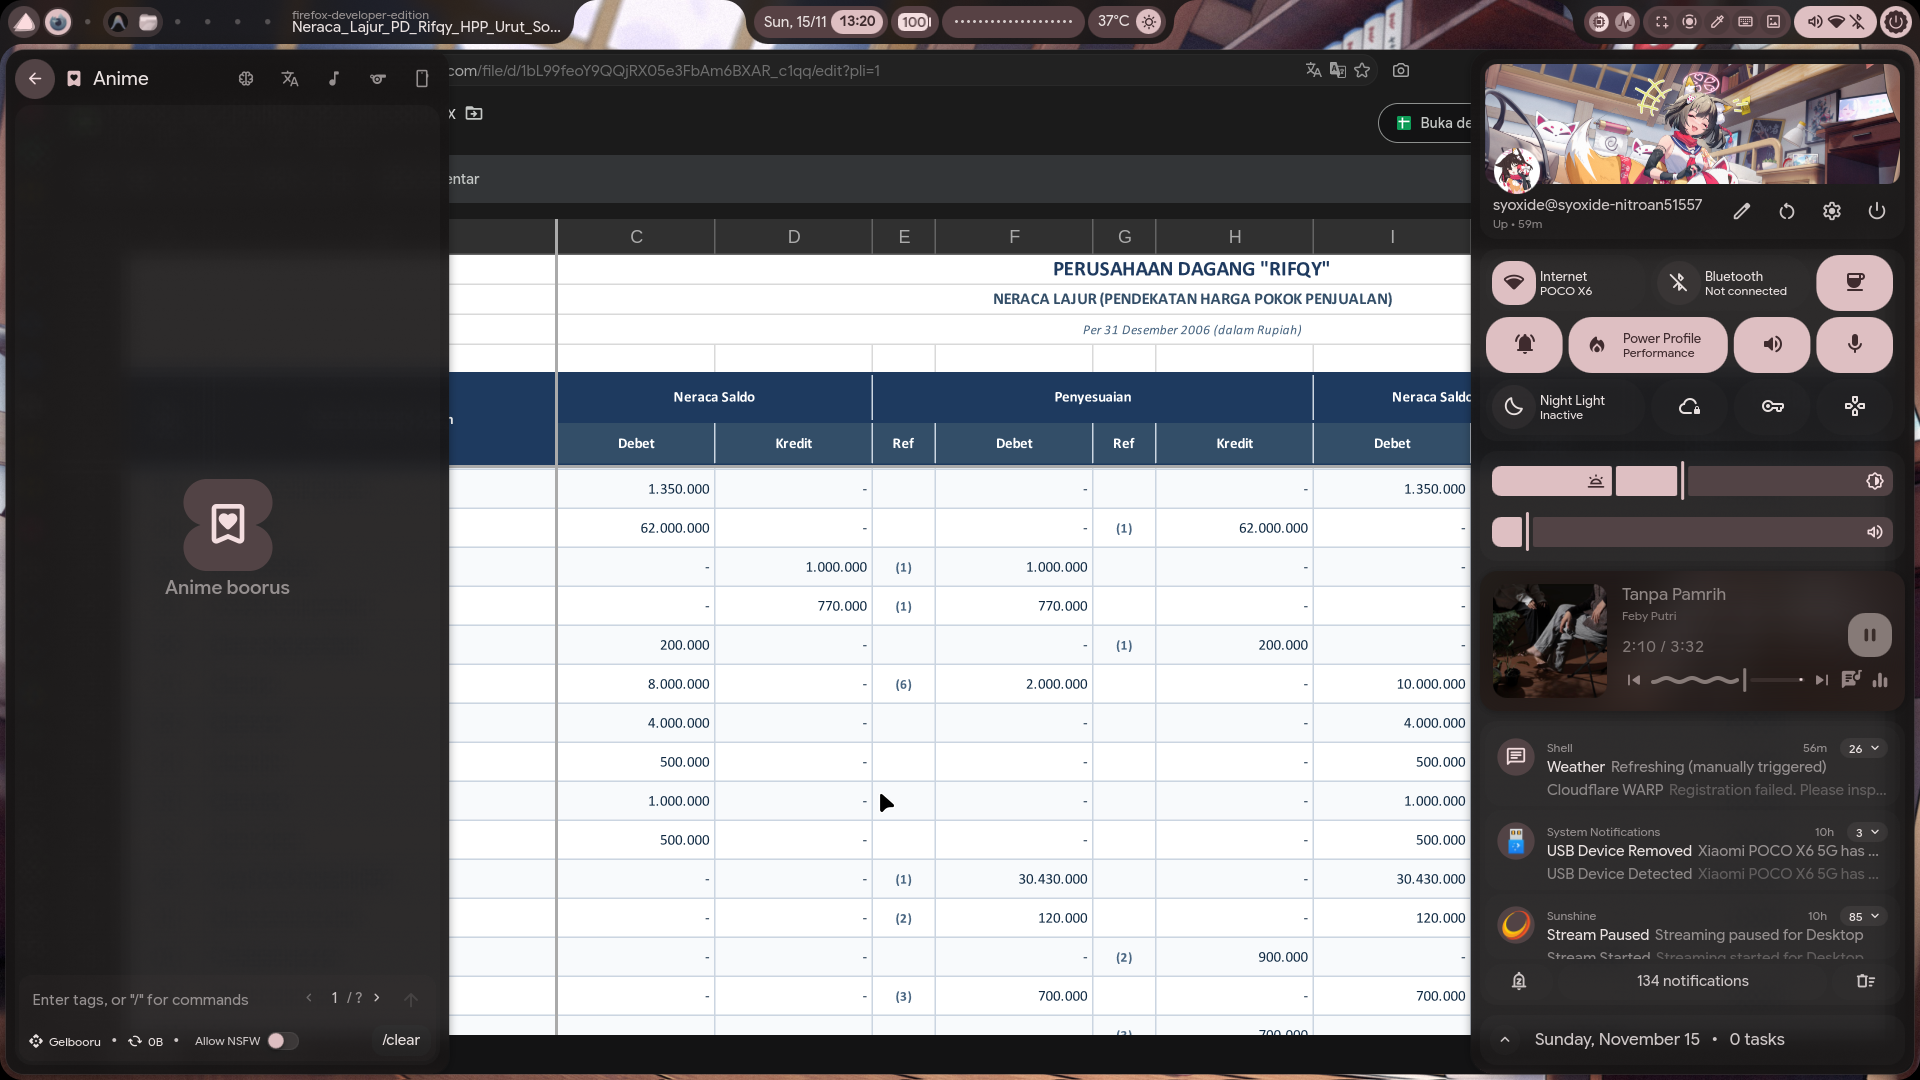 firefox-developer-edition
Neraca_Lajur_PD_Rifqy_HPP_Urut_So...
Sun, 15/11 13:20
100
37°C
Anime
com/file/d/1bL99feoY9QQjRX05e3FbAm6BXAR_c1qq/edit?pli=1
x
Buka de
entar
C D E F G H I
PERUSAHAAN DAGANG "RIFQY"
NERACA LAJUR (PENDEKATAN HARGA POKOK PENJUALAN)
Per 31 Desember 2006 (dalam Rupiah)
n Neraca Saldo Penyesuaian Neraca Saldo
Debet Kredit Ref Debet Ref Kredit Debet
1.350.000 - - - 1.350.000
62.000.000 - - (1) 62.000.000 -
- 1.000.000 (1) 1.000.000 - -
- 770.000 (1) 770.000 - -
200.000 - - (1) 200.000 -
8.000.000 - (6) 2.000.000 - 10.000.000
4.000.000 - - - 4.000.000
500.000 - - - 500.000
1.000.000 - - - 1.000.000
500.000 - - - 500.000
- - (1) 30.430.000 - 30.430.000
- - (2) 120.000 - 120.000
- - - (2) 900.000 -
- - (3) 700.000 - 700.000
(3) 700.000
Anime boorus
Enter tags, or "/" for commands
1 / ?
Gelbooru • 0B • Allow NSFW
/clear
syoxide@syoxide-nitroan51557
Up • 59m
Internet
POCO X6
Bluetooth
Not connected
Power Profile
Performance
Night Light
Inactive
Tanpa Pamrih
Feby Putri
2:10 / 3:32
Shell 56m 26
Weather Refreshing (manually triggered)
Cloudflare WARP Registration failed. Please insp...
System Notifications 10h 3
USB Device Removed Xiaomi POCO X6 5G has ...
USB Device Detected Xiaomi POCO X6 5G has ...
Sunshine 10h 85
Stream Paused Streaming paused for Desktop
Stream Started Streaming started for Desktop
134 notifications
Sunday, November 15 • 0 tasks